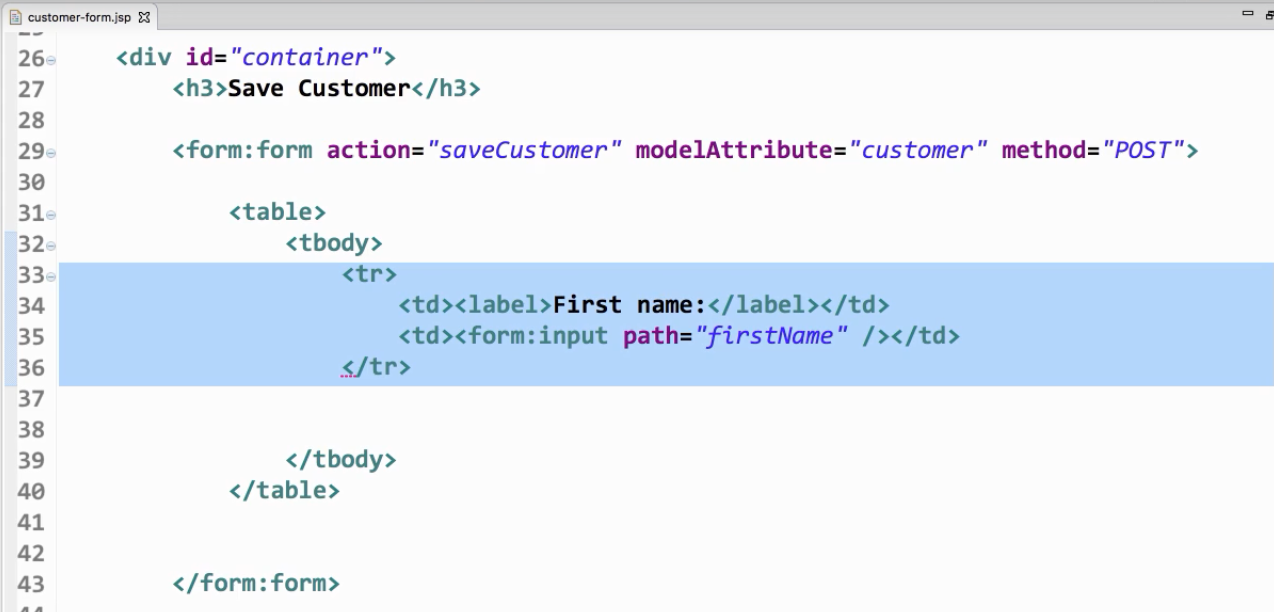 customer-form.jsp
26 <div id="container">
27 <h3>Save Customer</h3>
28
29 <form:form action="saveCustomer" modelAttribute="customer" method="POST">
30
31 <table>
32 <tbody>
33 <tr>
34 <td><label>First name:</label></td>
35 <td><form:input path="firstName" /></td>
36 </tr>
37
38
39 </tbody>
40 </table>
41
42
43 </form:form>